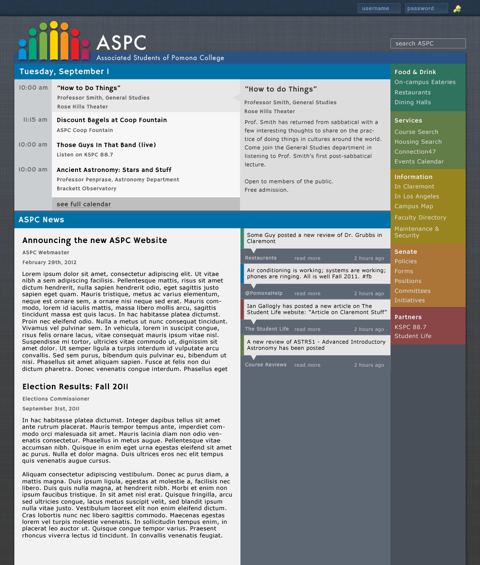 username
password
ASPC
Associated Students of Pomona College
search ASPC
Tuesday, September 1
10:00 am
"How to Do Things"
Professor Smith, General Studies
Rose Hills Theater
11:15 am
Discount Bagels at Coop Fountain
ASPC Coop Fountain
10:00 am
Those Guys In That Band (live)
Listen on KSPC 88.7
10:00 am
Ancient Astronomy: Stars and Stuff
Professor Penprase, Astronomy Department
Brackett Observatory
see full calendar
"How to do Things"
Professor Smith, General Studies
Rose Hills Theater
Prof. Smith has returned from sabbatical with a
few interesting thoughts to share on the prac-
tice of doing things in cultures around the world.
Come join the General Studies department in
listening to Prof. Smith's first post-sabbatical
lecture.
Open to members of the public.
Free admission.
Food & Drink
On-campus Eateries
Restaurants
Dining Halls
Services
Course Search
Housing Search
Connection47
Events Calendar
Information
In Claremont
In Los Angeles
Campus Map
Faculty Directory
Maintenance &
Security
Senate
Policies
Forms
Positions
Committees
Initiatives
Partners
KSPC 88.7
Student Life
ASPC News
Announcing the new ASPC Website
ASPC Webmaster
February 29th, 2012
Lorem ipsum dolor sit amet, consectetur adipiscing elit. Ut vitae
nibh a sem adipiscing facilisis. Pellentesque mattis, risus sit amet
dictum hendrerit, nulla sapien hendrerit odio, eget sagittis justo
sapien eget quam. Mauris tristique, metus ac varius elementum,
neque est ornare sem, a ornare nisi neque sed erat. Mauris com-
modo, lorem id iaculis mattis, massa libero mollis arcu, sagittis
tincidunt massa est quis lacus. In hac habitasse platea dictumst.
Proin nec eleifend odio. Nulla a metus ut nunc consequat tincidunt.
Vivamus vel pulvinar sem. In vehicula, lorem in suscipit congue,
risus felis ornare lacus, vitae consequat mauris ipsum vitae nisl.
Suspendisse mi tortor, ultricies vitae commodo ut, dignissim sit
amet dolor. Ut semper ligula a turpis interdum id vulputate arcu
convallis. Sed sem purus, bibendum quis pulvinar eu, bibendum ut
nisi. Phasellus sit amet aliquam sapien. Fusce at felis non dui
dictum pharetra. Nulla congue interdum pharetra. Phasellus eget
Election Results: Fall 2011
Elections Commissioner
September 31st, 2011
In hac habitasse platea dictumst. Integer dapibus tellus sit amet
ante rutrum placerat. Mauris tempor tempus ante, imperdiet com-
modo orci malesuada sit amet. Mauris lacinia diam non odio ven-
enatis consectetur. Phasellus in metus augue. Pellentesque vitae
accumsan nibh. Quisque in enim eget urna egestas eleifend sit amet
ac purus. Nulla et dolor magna. Duis ultrices eros nec elit tempus
quis venenatis augue cursus.
Aliquam consectetur adipiscing vestibulum. Donec ac purus diam, a
mattis magna. Duis ipsum ligula, egestas at molestie a, facilisis nec
libero. Duis quis nulla magna, at hendrerit nibh. Morbi et enim non
ipsum faucibus tristique. In sit amet nisl erat. Quisque fringilla, arcu
sed ultricies congue, lacus metus suscipit velit, sed blandit ipsum
nulla vitae justo. Vestibulum laoreet elit non enim eleifend dictum.
Cras lobortis nunc nec libero sagittis commodo. Maecenas egestas
lorem vel turpis molestie venenatis. In sollicitudin tempus enim, in
placerat leo auctor ut. Quisque congue tempor varius. Praesent
rhoncus viverra lectus id tincidunt. In convallis venenatis feugiat.
Some Guy posted a new review of Dr. Grubbs in
Claremont
Restaurants read more 2 hours ago
Air conditioning is working; systems are working;
phones are ringing. All is well Fall 2011. #fb
@PomonaHelp read more 2 hours ago
Ian Gallogly has posted a new article on The
Student Life website: "Article on Claremont Stuff"
The Student Life read more 2 hours ago
A new review of ASTR51 - Advanced Introductory
Astronomy has been posted
Course Reviews read more 2 hours ago